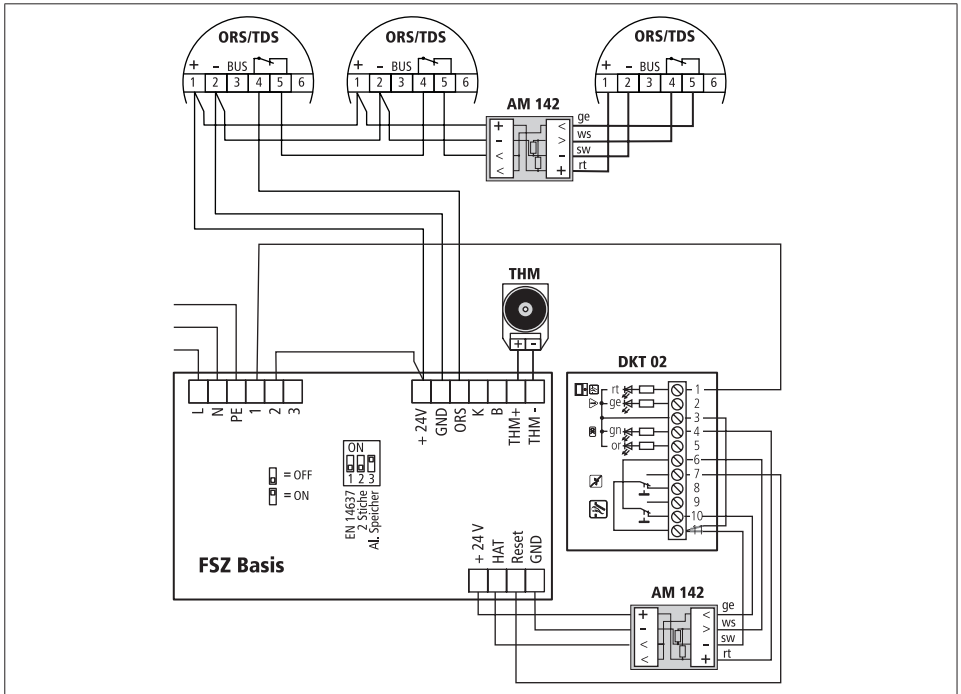 ORS/TDS
+ - BUS
1 2 3 4 5 6
ORS/TDS
+ - BUS
1 2 3 4 5 6
ORS/TDS
+ - BUS
1 2 3 4 5 6
AM 142
+ <
- >
< -
< +
ge
ws
sw
rt
THM
+ -
DKT 02
rt 1
ge 2
3
gn 4
or 5
6
7
8
9
10
11
L
N
PE
1
2
3
+ 24V
GND
ORS
K
B
THM+
THM -
= OFF
= ON
ON
1 2 3
EN 14637
2. Stiche
Al. Speicher
FSZ Basis
+ 24 V
HAT
Reset
GND
AM 142
+ <
- >
< -
< +
ge
ws
sw
rt